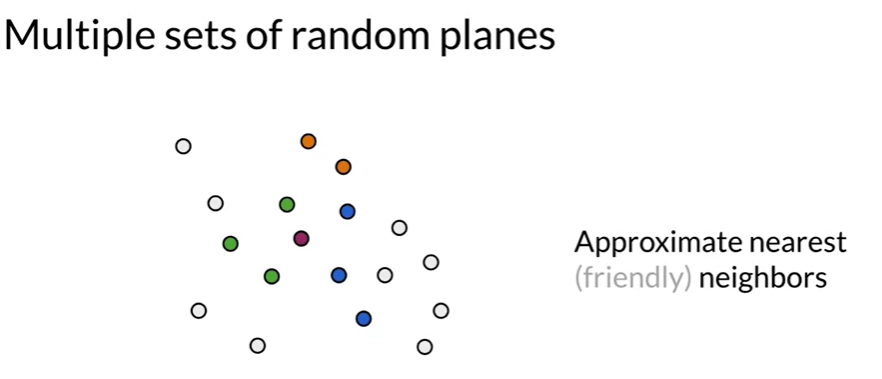 Multiple sets of random planes
Approximate nearest
(friendly) neighbors